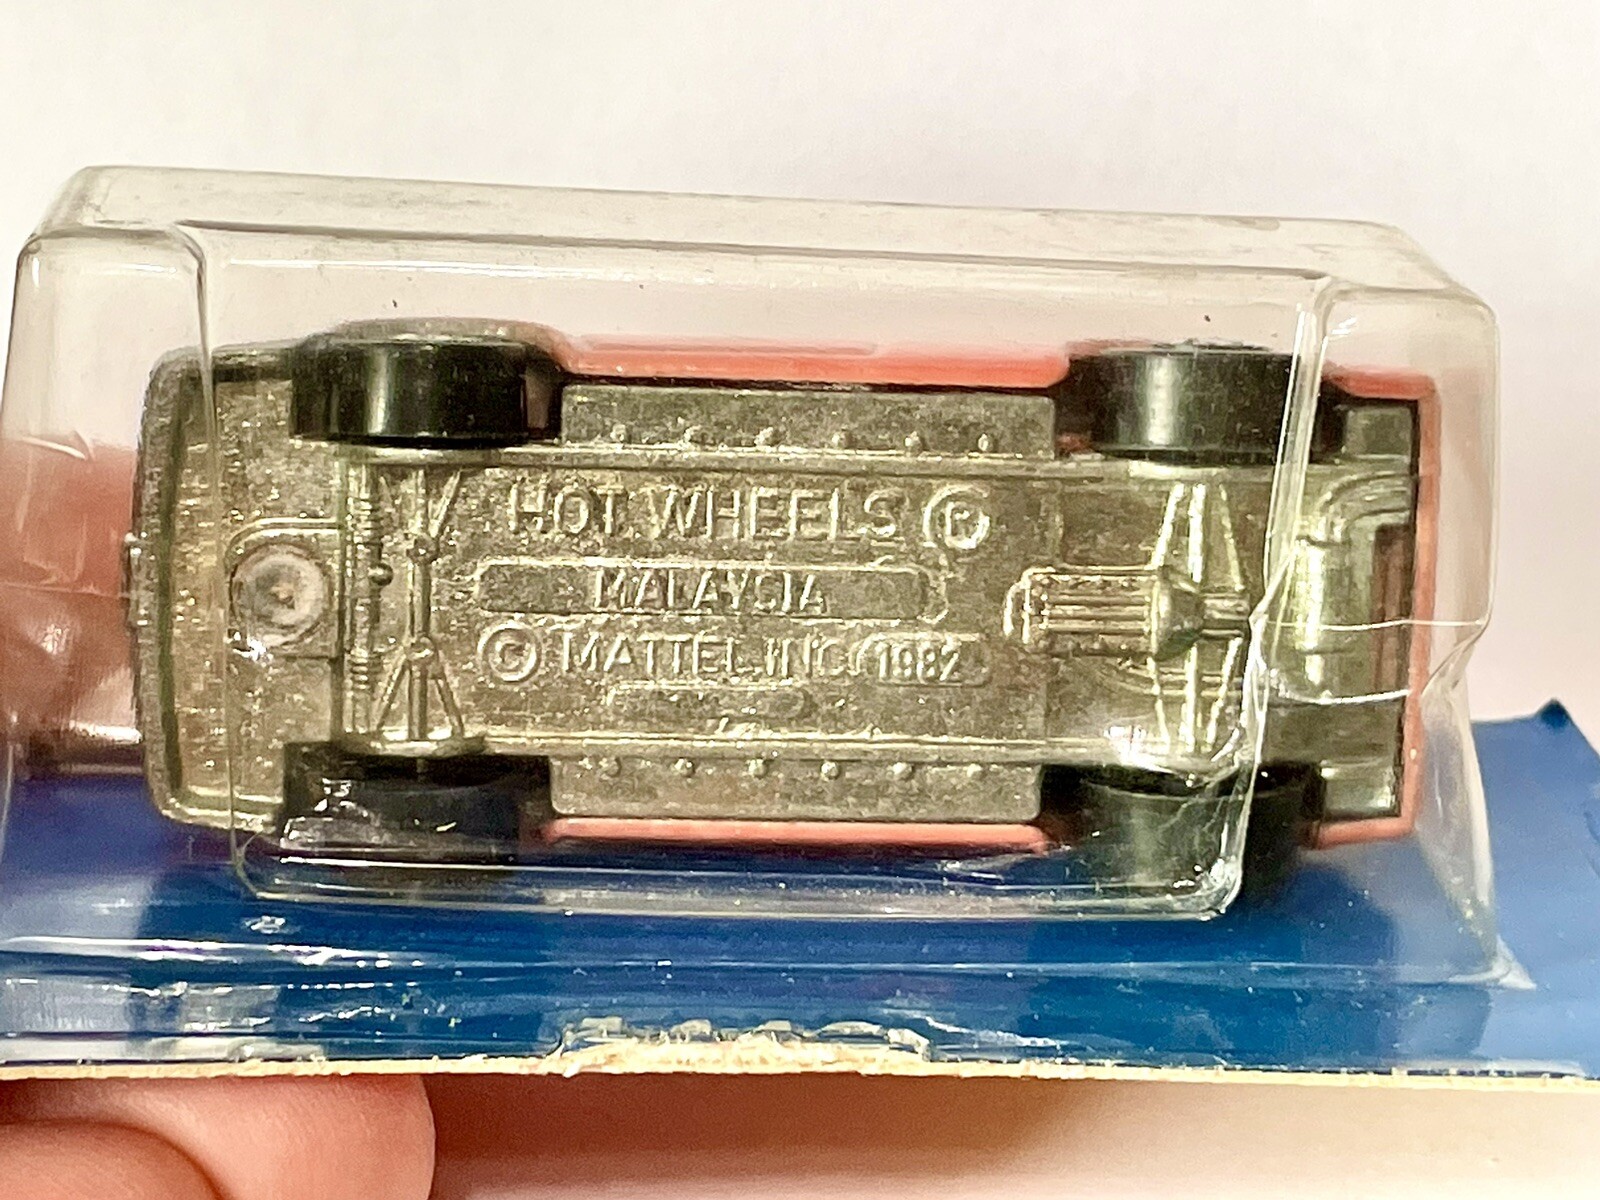 HOT WHEELS ®
MALAYSIA
© MATTEL, INC. 1982